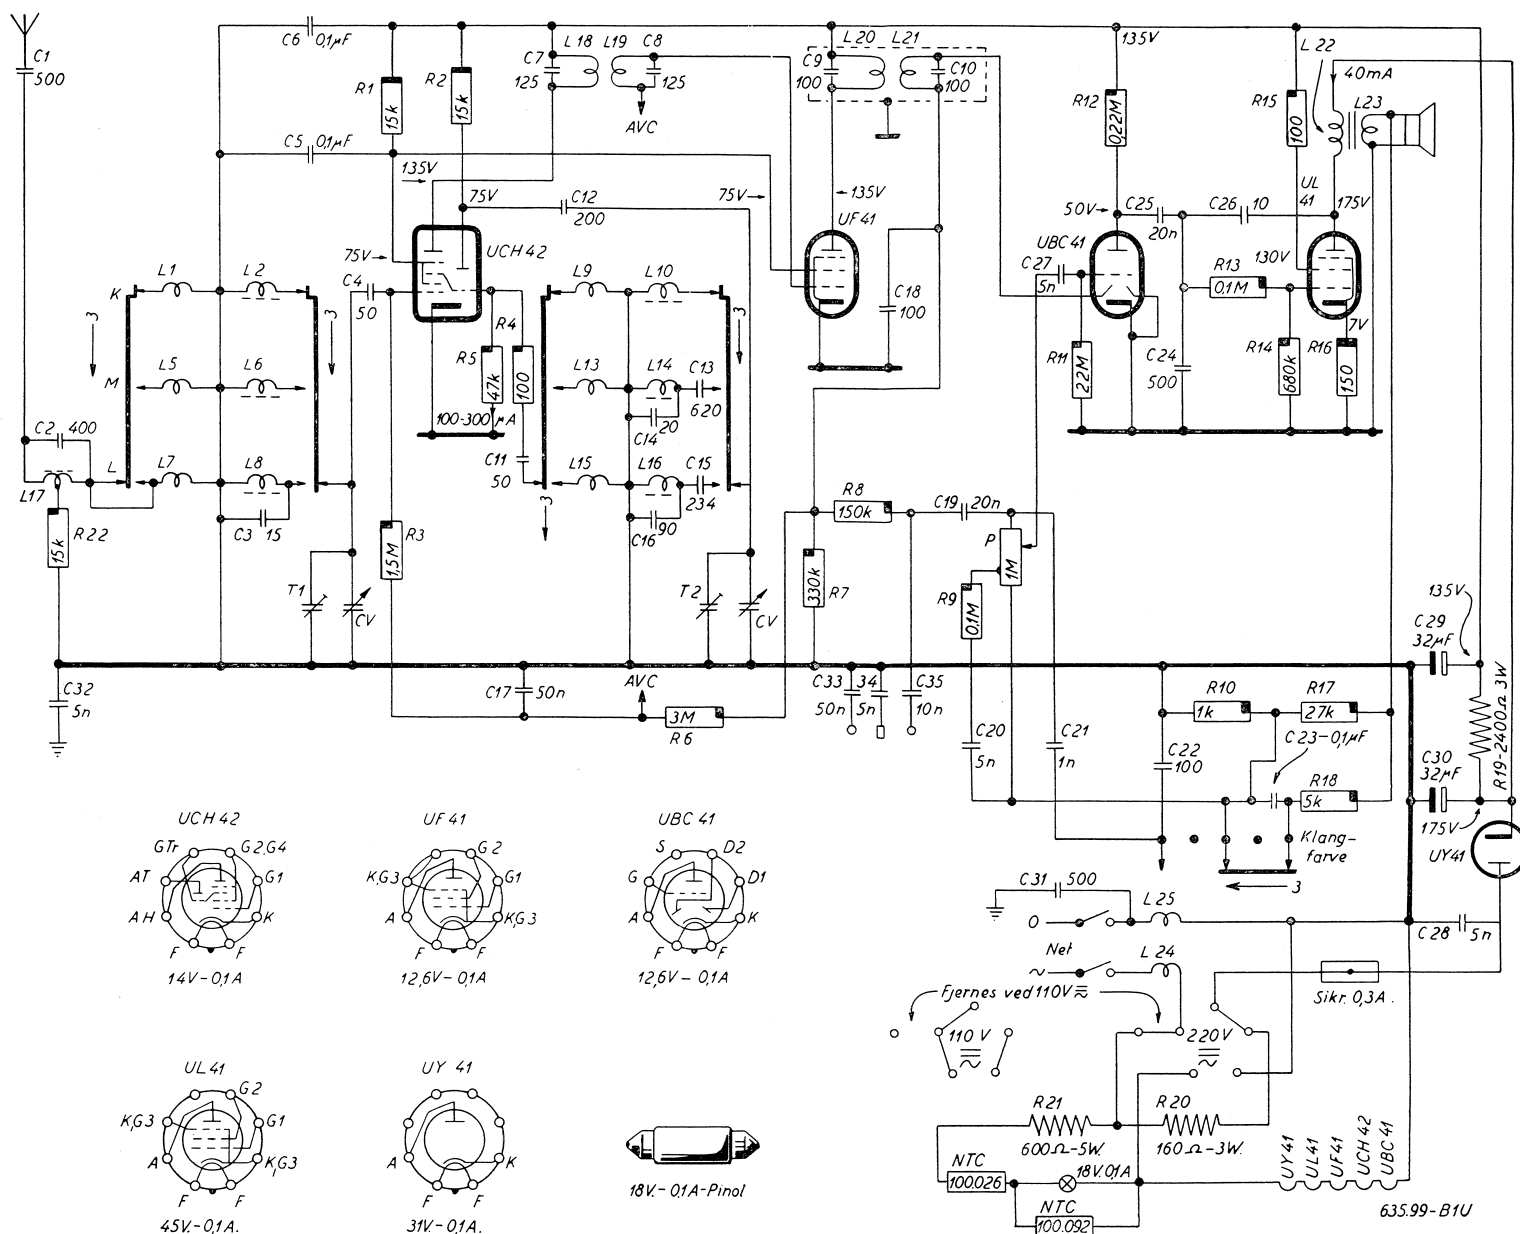 C1
500
C6 0,1µF
R1
15k
R2
15k
C7
125
L18
L19
C8
125
AVC
C5 0,1µF
135V
75V
C12
200
C9
100
L20
L21
C10
100
135V
R12
0,22M
R15
100
L22
40mA
L23
UL
41
175V
75V
135V
UF41
50V
C25
20n
C26 10
UBC41
130V
C27
5n
R13
0,1M
7V
UCH42
75V
C4
50
L1
L2
K
3
3
L5
L6
M
C2 400
L
L7
L8
L17
R22
15k
C3 15
R4
R5
47k
100
100-300µA
C11
50
L9
L10
L13
L14
C13
620
20
C14
L15
L16
C15
234
90
C16
3
3
C18
100
R11
22M
C24
500
R14
680k
R16
150
R3
1,5M
T1
CV
T2
CV
R7
330k
R8
150k
C19 20n
P
1M
R9
0,1M
C32
5n
C17 50n
AVC
3M
R6
C33
50n
34
5n
C35
10n
C20
5n
C21
1n
C22
100
R10
1k
R17
27k
C23-0,1µF
R18
5k
Klang-
farve
3
135V
C29
32µF
R19-2400Ω 3W
C30
32µF
175V
UY41
UCH42
GTr
G2,G4
AT
G1
AH
K
F
F
14V-0,1A
UF41
G2
K,G3
G1
A
K,G3
F
F
12,6V-0,1A
UBC41
S
D2
G
D1
A
K
F
F
12,6V-0,1A
C31 500
O
L25
Net
L24
C28
5n
Fjernes ved 110V
Sikr. 0,3A.
110V
220V
UL41
G2
K,G3
G1
A
K,G3
F
F
45V.-0,1A.
UY41
A
K
F
F
31V.-0,1A.
18V.-0,1A-Pinol
R21
600Ω-5W.
R20
160Ω-3W.
NTC
100.026
18V.0,1A
NTC
100.092
UY41
UL41
UF41
UCH42
UBC41
635.99-B1U